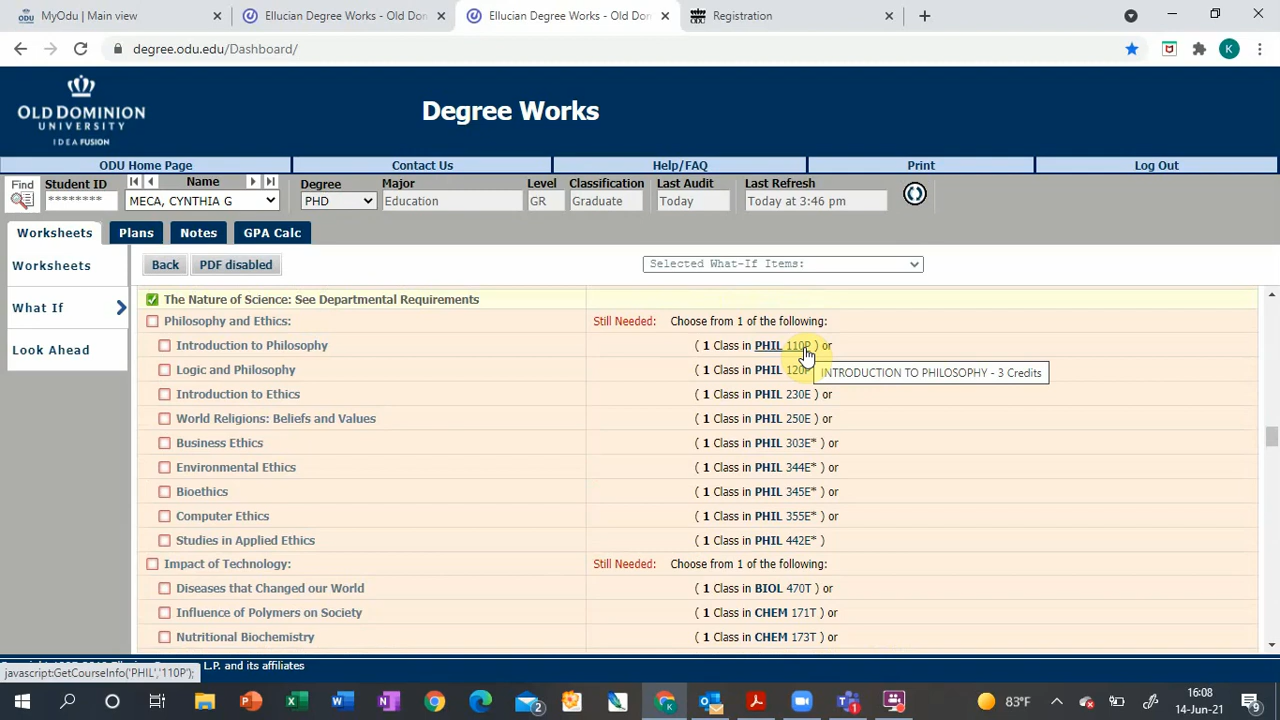 MyOdu | Main view
Ellucian Degree Works - Old Dom
Ellucian Degree Works - Old Dom
Registration
degree.odu.edu/Dashboard/
K
OLD DOMINION
UNIVERSITY
IDEA FUSION
Degree Works
ODU Home Page
Contact Us
Help/FAQ
Print
Log Out
Find
Student ID
Name
Degree
Major
Level
Classification
Last Audit
Last Refresh
********
MECA, CYNTHIA G
PHD
Education
GR
Graduate
Today
Today at 3:46 pm
Worksheets
Plans
Notes
GPA Calc
Worksheets
What If
Look Ahead
Back
PDF disabled
Selected What-If Items:
The Nature of Science: See Departmental Requirements
Philosophy and Ethics: Still Needed: Choose from 1 of the following:
Introduction to Philosophy ( 1 Class in PHIL 110P ) or
INTRODUCTION TO PHILOSOPHY - 3 Credits
Logic and Philosophy ( 1 Class in PHIL 120P
Introduction to Ethics ( 1 Class in PHIL 230E ) or
World Religions: Beliefs and Values ( 1 Class in PHIL 250E ) or
Business Ethics ( 1 Class in PHIL 303E* ) or
Environmental Ethics ( 1 Class in PHIL 344E* ) or
Bioethics ( 1 Class in PHIL 345E* ) or
Computer Ethics ( 1 Class in PHIL 355E* ) or
Studies in Applied Ethics ( 1 Class in PHIL 442E* )
Impact of Technology: Still Needed: Choose from 1 of the following:
Diseases that Changed our World ( 1 Class in BIOL 470T ) or
Influence of Polymers on Society ( 1 Class in CHEM 171T ) or
Nutritional Biochemistry ( 1 Class in CHEM 173T ) or
L.P. and its affiliates
javascript:GetCourseInfo('PHIL','110P');
2
1
83°F
16:08
14-Jun-21